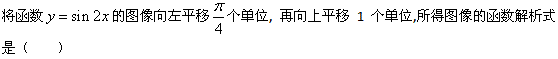 将函数 y = sin 2x 的图像向左平移 π/4 个单位, 再向上平移 1 个单位,所得图像的函数解析式
是（　　）